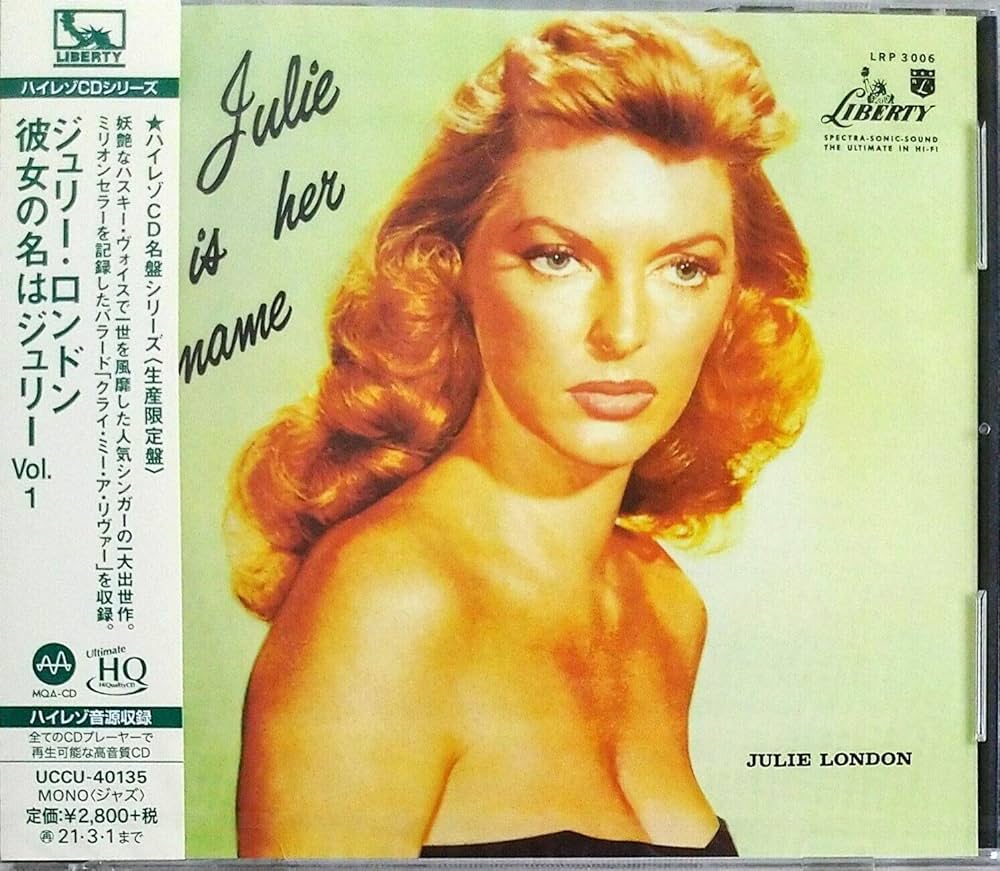 LIBERTY
ハイレゾCDシリーズ
★ハイレゾCD名盤シリーズ〈生産限定盤〉
妖艶なハスキー・ヴォイスで一世を風靡した人気シンガーの一大出世作。
ミリオンセラーを記録したバラード「クライ・ミー・ア・リヴァー」を収録。
ジュリー・ロンドン
彼女の名はジュリー Vol. 1
MQA-CD
Ultimate
HQ
HiQualityCD
ハイレゾ音源収録
全てのCDプレーヤーで
再生可能な高音質CD
UCCU-40135
MONO〈ジャズ〉
定価:¥2,800+税
再 21・3・1まで
Julie
is her
name
LRP 3006
LIBERTY
SPECTRA-SONIC-SOUND
THE ULTIMATE IN HI-FI
JULIE LONDON